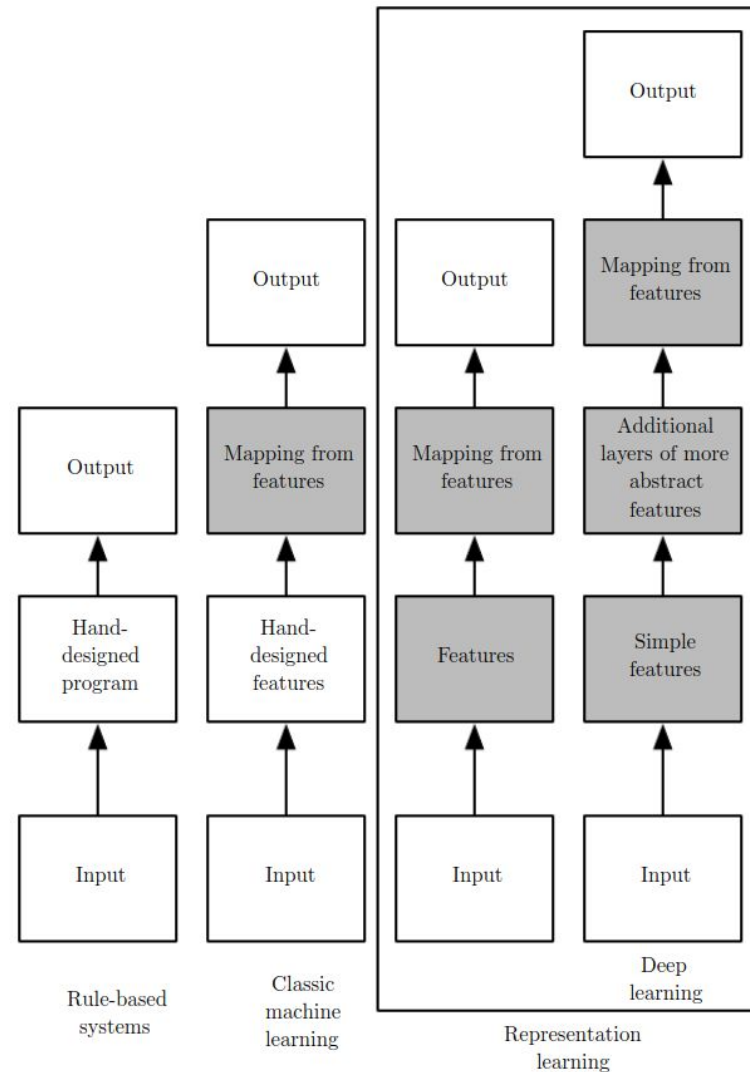 Output
Output
Output
Mapping from
features
Output
Mapping from
features
Mapping from
features
Additional
layers of more
abstract
features
Hand-
designed
program
Hand-
designed
features
Features
Simple
features
Input
Input
Input
Input
Rule-based
systems
Classic
machine
learning
Deep
learning
Representation
learning